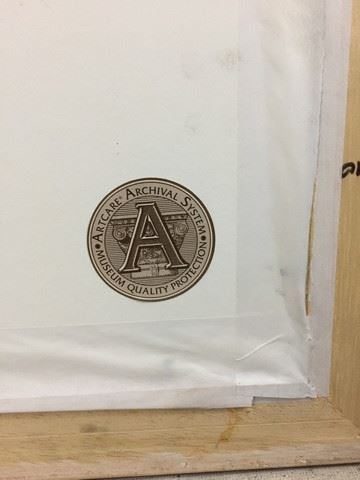 ARTCARE® ARCHIVAL SYSTEM
A
• MUSEUM QUALITY PROTECTION •